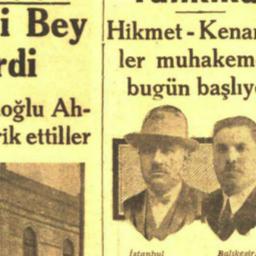 i Bey
rdi
oğlu Ah-
rik ettiller
Hikmet - Kenan
ler muhakem
bugün başlıy
İstanbul
Balıkesir